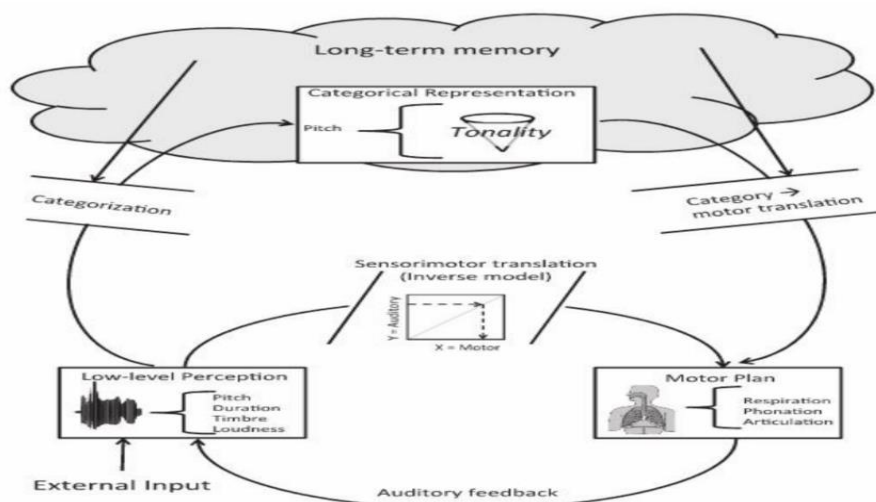 Long-term memory
Categorical Representation
Pitch
Tonality
Categorization
Category →
motor translation
Sensorimotor translation
(Inverse model)
Y = Auditory
X = Motor
Low-level Perception
Pitch
Duration
Timbre
Loudness
Motor Plan
Respiration
Phonation
Articulation
External Input
Auditory feedback